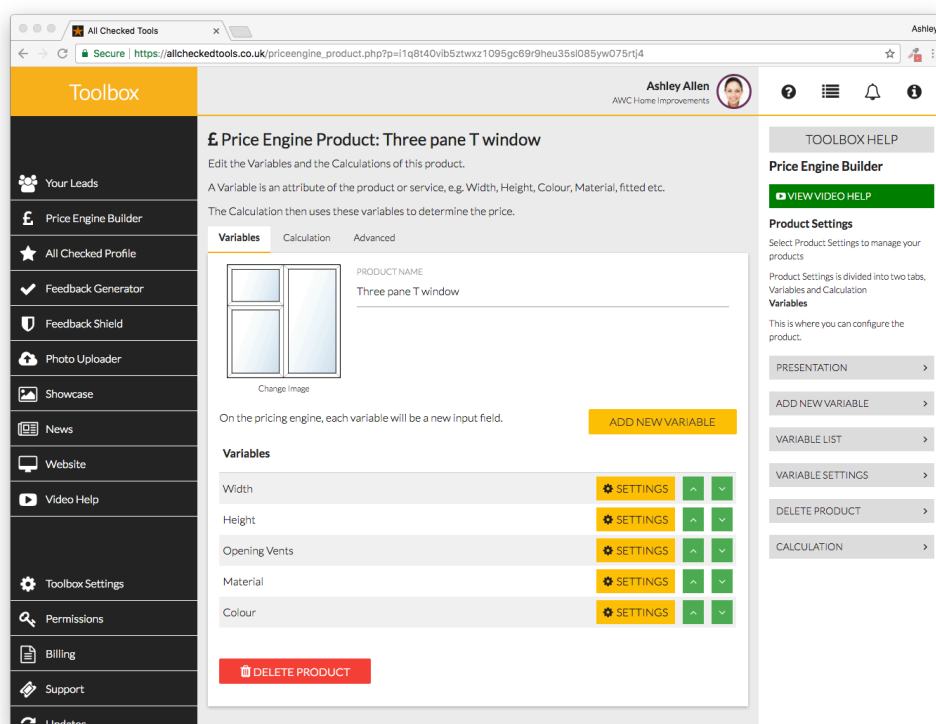 All Checked Tools
Ashley
Secure | https://allcheckedtools.co.uk/priceengine_product.php?p=i1q8t40vib5ztwxz1095gc69r9heu35sl085yw075rtj4
Toolbox
Your Leads
Price Engine Builder
All Checked Profile
Feedback Generator
Feedback Shield
Photo Uploader
Showcase
News
Website
Video Help
Toolbox Settings
Permissions
Billing
Support
Updates
Ashley Allen
AWC Home Improvements
£ Price Engine Product: Three pane T window
Edit the Variables and the Calculations of this product.
A Variable is an attribute of the product or service, e.g. Width, Height, Colour, Material, fitted etc.
The Calculation then uses these variables to determine the price.
Variables Calculation Advanced
PRODUCT NAME
Three pane T window
Change Image
On the pricing engine, each variable will be a new input field.
ADD NEW VARIABLE
Variables
Width SETTINGS
Height SETTINGS
Opening Vents SETTINGS
Material SETTINGS
Colour SETTINGS
DELETE PRODUCT
TOOLBOX HELP
Price Engine Builder
VIEW VIDEO HELP
Product Settings
Select Product Settings to manage your
products
Product Settings is divided into two tabs,
Variables and Calculation
Variables
This is where you can configure the
product.
PRESENTATION
ADD NEW VARIABLE
VARIABLE LIST
VARIABLE SETTINGS
DELETE PRODUCT
CALCULATION